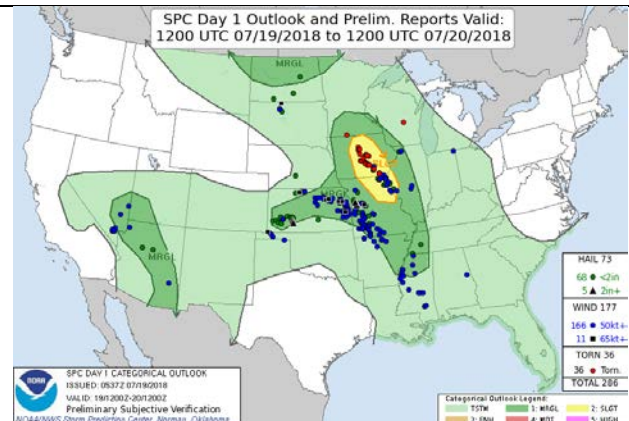 SPC Day 1 Outlook and Prelim. Reports Valid:
1200 UTC 07/19/2018 to 1200 UTC 07/20/2018
MRGL
SLGT
MRGL
MRGL
HAIL 73
68 <2in
5 2in+
WIND 177
166 50kt+
11 65kt+
TORN 36
36 Torn.
TOTAL 286
NOAA
SPC DAY 1 CATEGORICAL OUTLOOK
ISSUED: 0537Z 07/19/2018
VALID: 19/1200Z-20/1200Z
Preliminary Subjective Verification
NOAA/NWS Storm Prediction Center, Norman, Oklahoma
Categorical Outlook Legend:
TSTM 1: MRGL 2: SLGT
3: ENH 4: MDT 5: HIGH